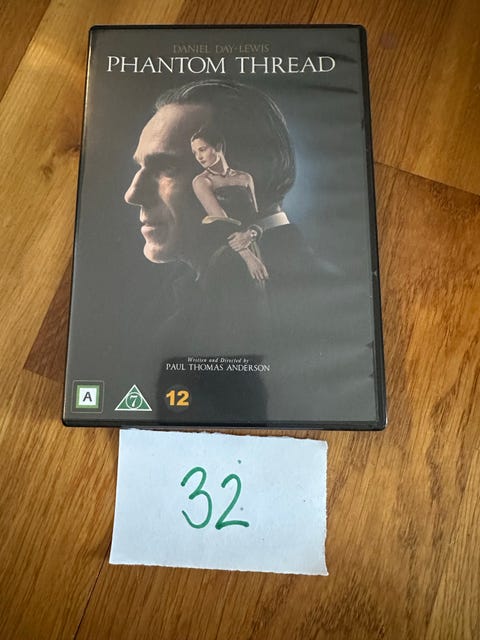 DANIEL DAY-LEWIS
PHANTOM THREAD
Written and Directed by
PAUL THOMAS ANDERSON
A 7 12
32